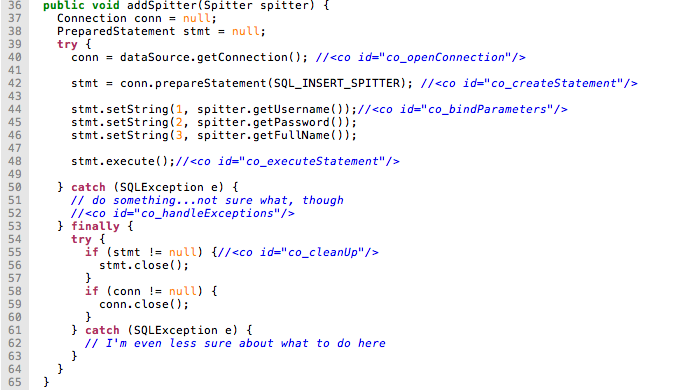 36 public void addSpitter(Spitter spitter) {
37   Connection conn = null;
38   PreparedStatement stmt = null;
39   try {
40     conn = dataSource.getConnection(); //<co id="co_openConnection"/>
41
42     stmt = conn.prepareStatement(SQL_INSERT_SPITTER); //<co id="co_createStatement"/>
43
44     stmt.setString(1, spitter.getUsername());//<co id="co_bindParameters"/>
45     stmt.setString(2, spitter.getPassword());
46     stmt.setString(3, spitter.getFullName());
47
48     stmt.execute();//<co id="co_executeStatement"/>
49
50   } catch (SQLException e) {
51     // do something...not sure what, though
52     //<co id="co_handleExceptions"/>
53   } finally {
54     try {
55       if (stmt != null) {//<co id="co_cleanUp"/>
56         stmt.close();
57       }
58       if (conn != null) {
59         conn.close();
60       }
61     } catch (SQLException e) {
62       // I'm even less sure about what to do here
63     }
64   }
65 }